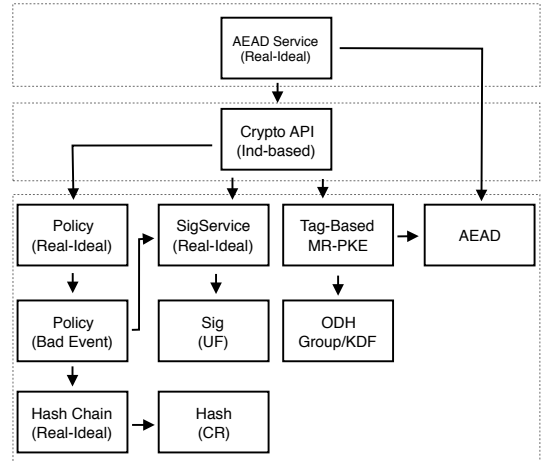 AEAD Service
(Real-Ideal)
Crypto API
(Ind-based)
Policy
(Real-Ideal)
SigService
(Real-Ideal)
Tag-Based
MR-PKE
AEAD
Policy
(Bad Event)
Sig
(UF)
ODH
Group/KDF
Hash Chain
(Real-Ideal)
Hash
(CR)